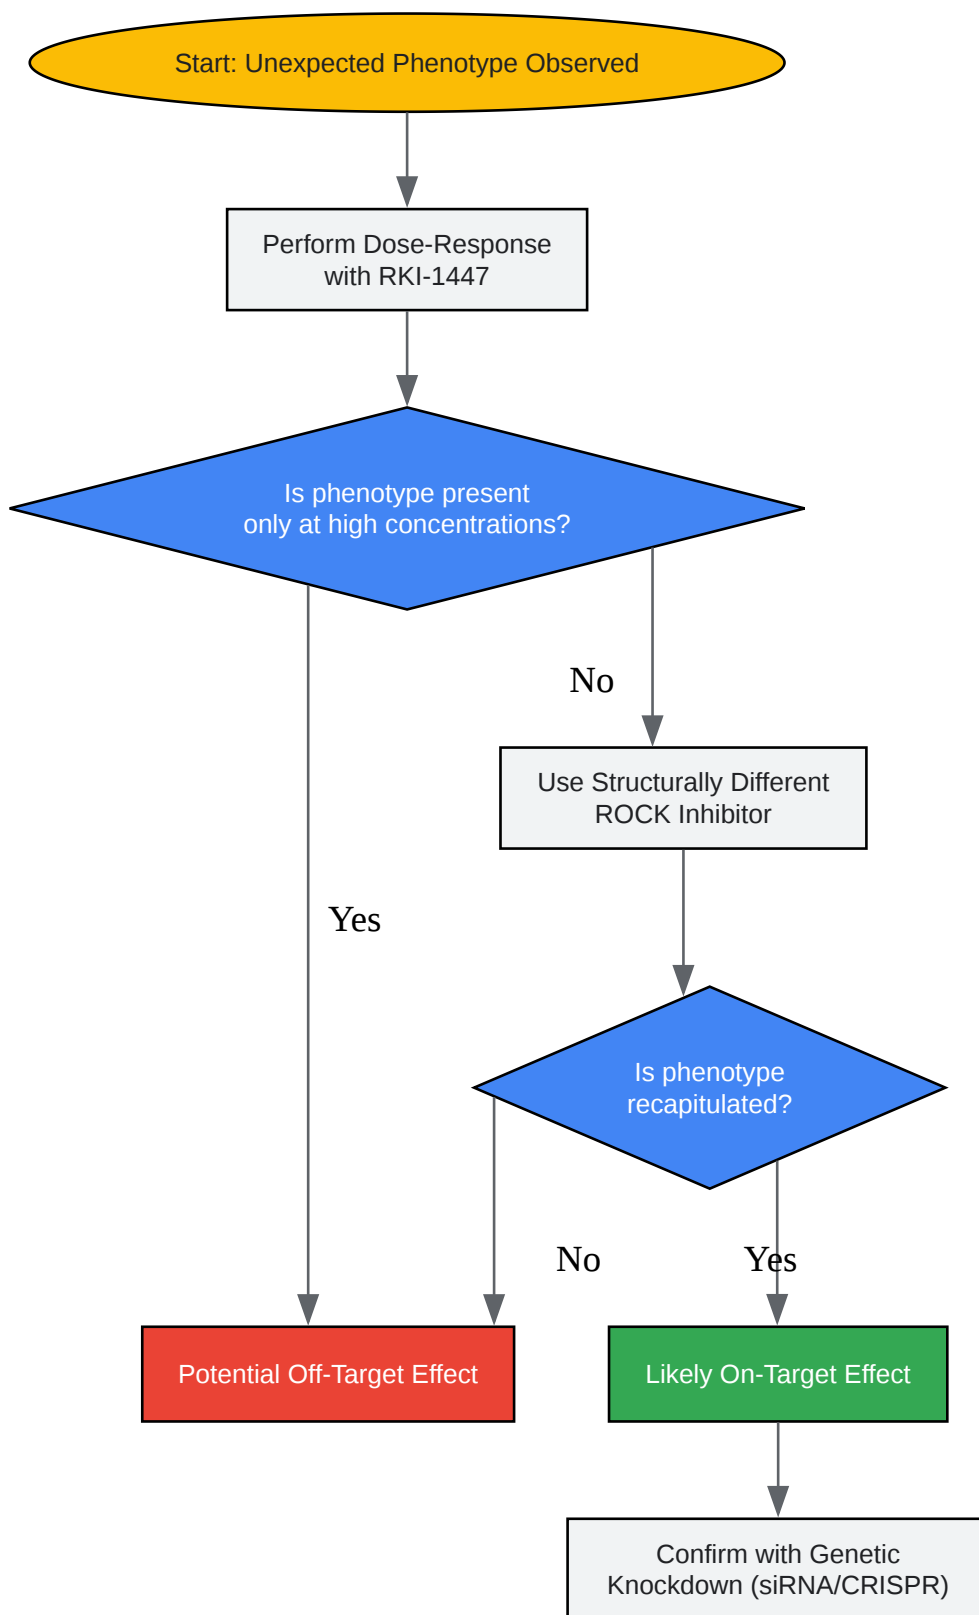 Start: Unexpected Phenotype Observed
Perform Dose-Response
with RKI-1447
Is phenotype present
only at high concentrations?
No
Use Structurally Different
ROCK Inhibitor
Yes
Is phenotype
recapitulated?
No
Yes
Potential Off-Target Effect
Likely On-Target Effect
Confirm with Genetic
Knockdown (siRNA/CRISPR)